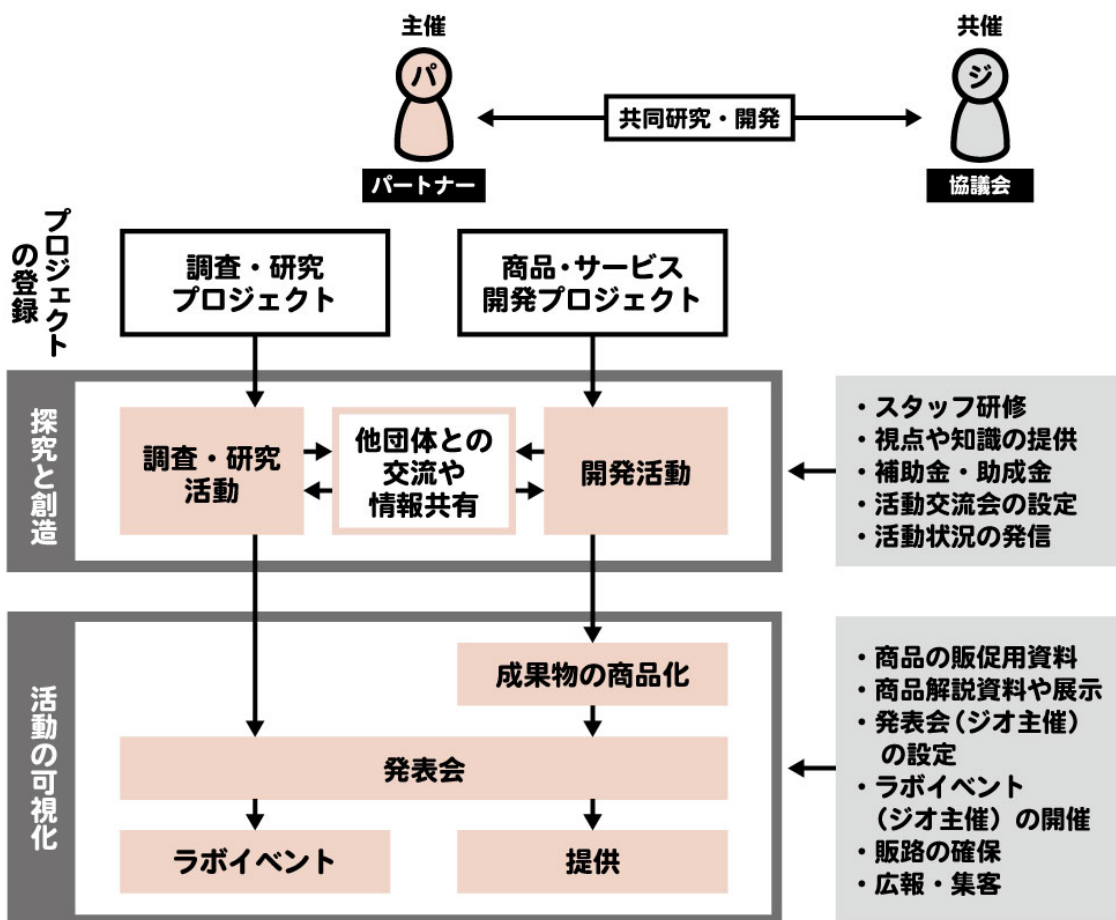 主催
共催
パ
ジ
共同研究・開発
パートナー
協議会
プロジェクト
の登録
調査・研究
プロジェクト
商品・サービス
開発プロジェクト
探究と創造
調査・研究
活動
他団体との
交流や
情報共有
開発活動
・スタッフ研修
・視点や知識の提供
・補助金・助成金
・活動交流会の設定
・活動状況の発信
活動の可視化
成果物の商品化
発表会
ラボイベント
提供
・商品の販促用資料
・商品解説資料や展示
・発表会（ジオ主催）
の設定
・ラボイベント
（ジオ主催）の開催
・販路の確保
・広報・集客